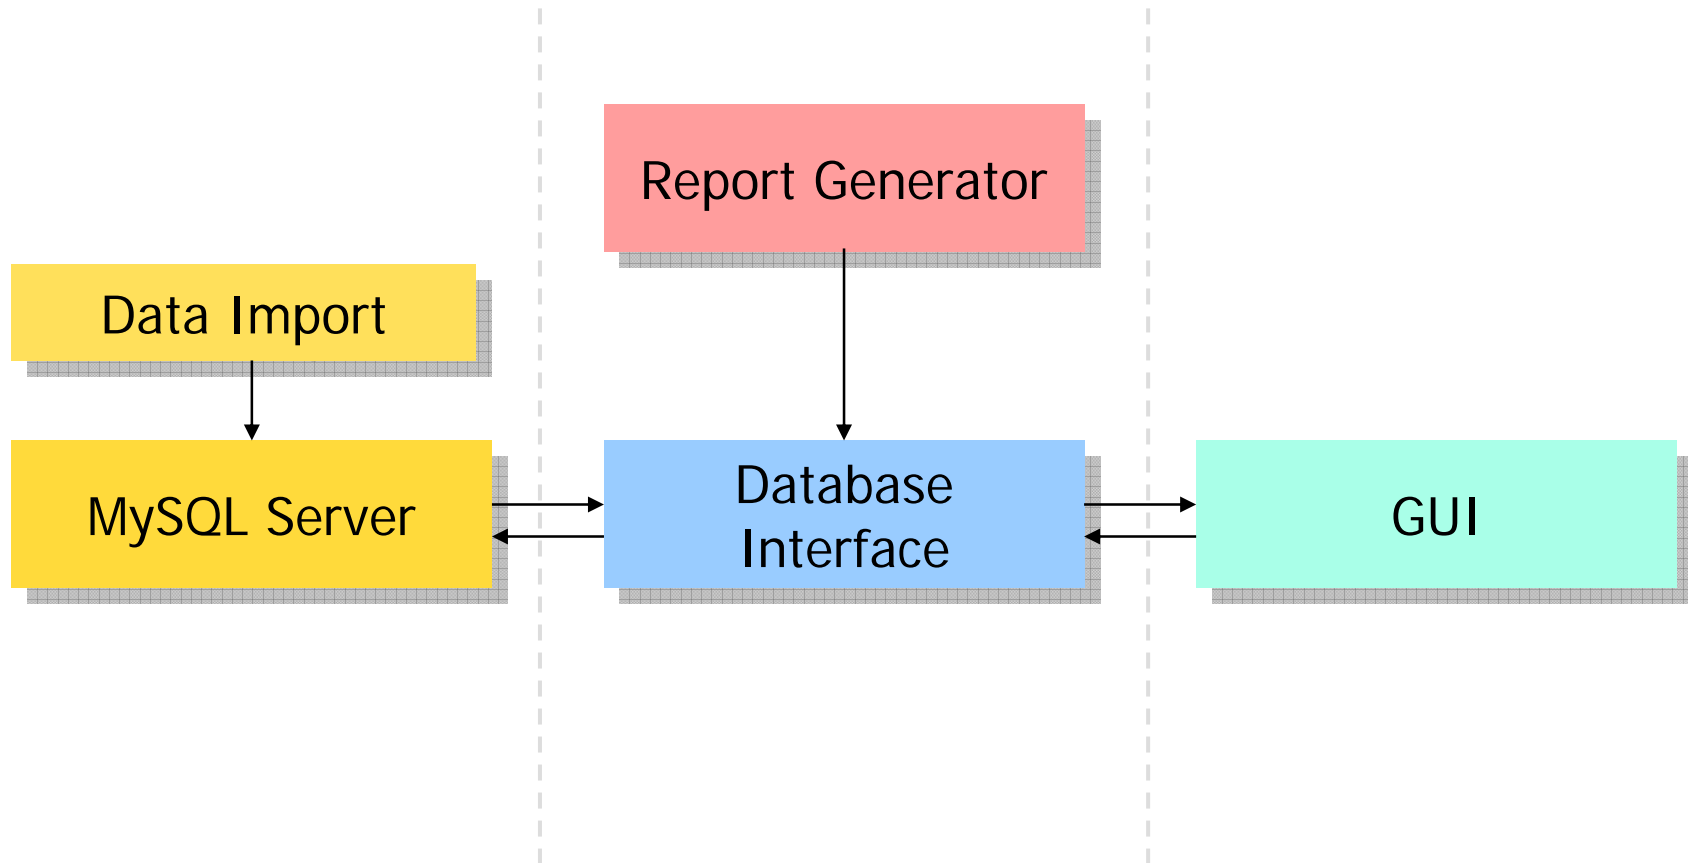 Report Generator
Data Import
MySQL Server
Database
Interface
GUI